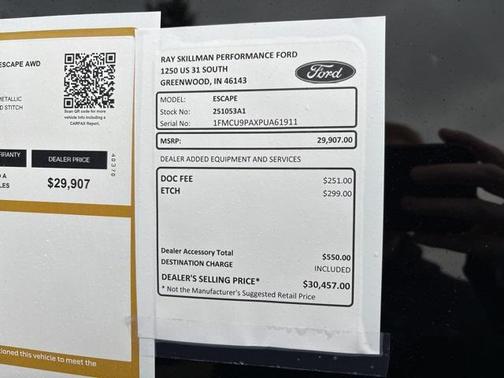 ESCAPE AWD
METALLIC
D STITCH
Scan QR code for more
vehicle info including a
CARFAX Report.
RRANTY
DEALER PRICE
40370
D A
LES
$29,907
tioned this vehicle to meet the
RAY SKILLMAN PERFORMANCE FORD
1250 US 31 SOUTH
GREENWOOD, IN 46143
Ford
MODEL: ESCAPE
Stock No: 251053A1
Serial No: 1FMCU9PAXPUA61911
MSRP: 29,907.00
DEALER ADDED EQUIPMENT AND SERVICES
DOC FEE $251.00
ETCH $299.00
Dealer Accessory Total $550.00
DESTINATION CHARGE INCLUDED
DEALER'S SELLING PRICE* $30,457.00
* Not the Manufacturer's Suggested Retail Price